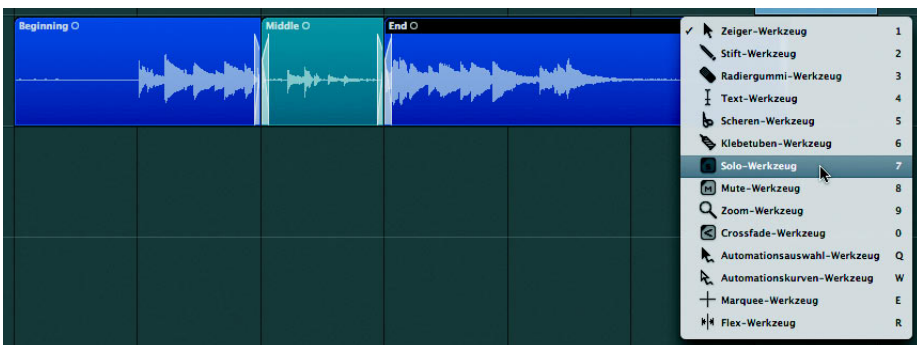 Beginning
Middle
End
✓ Zeiger-Werkzeug 1
Stift-Werkzeug 2
Radiergummi-Werkzeug 3
Text-Werkzeug 4
Scheren-Werkzeug 5
Klebetuben-Werkzeug 6
Solo-Werkzeug 7
M Mute-Werkzeug 8
Zoom-Werkzeug 9
Crossfade-Werkzeug 0
Automationsauswahl-Werkzeug Q
Automationskurven-Werkzeug W
Marquee-Werkzeug E
Flex-Werkzeug R